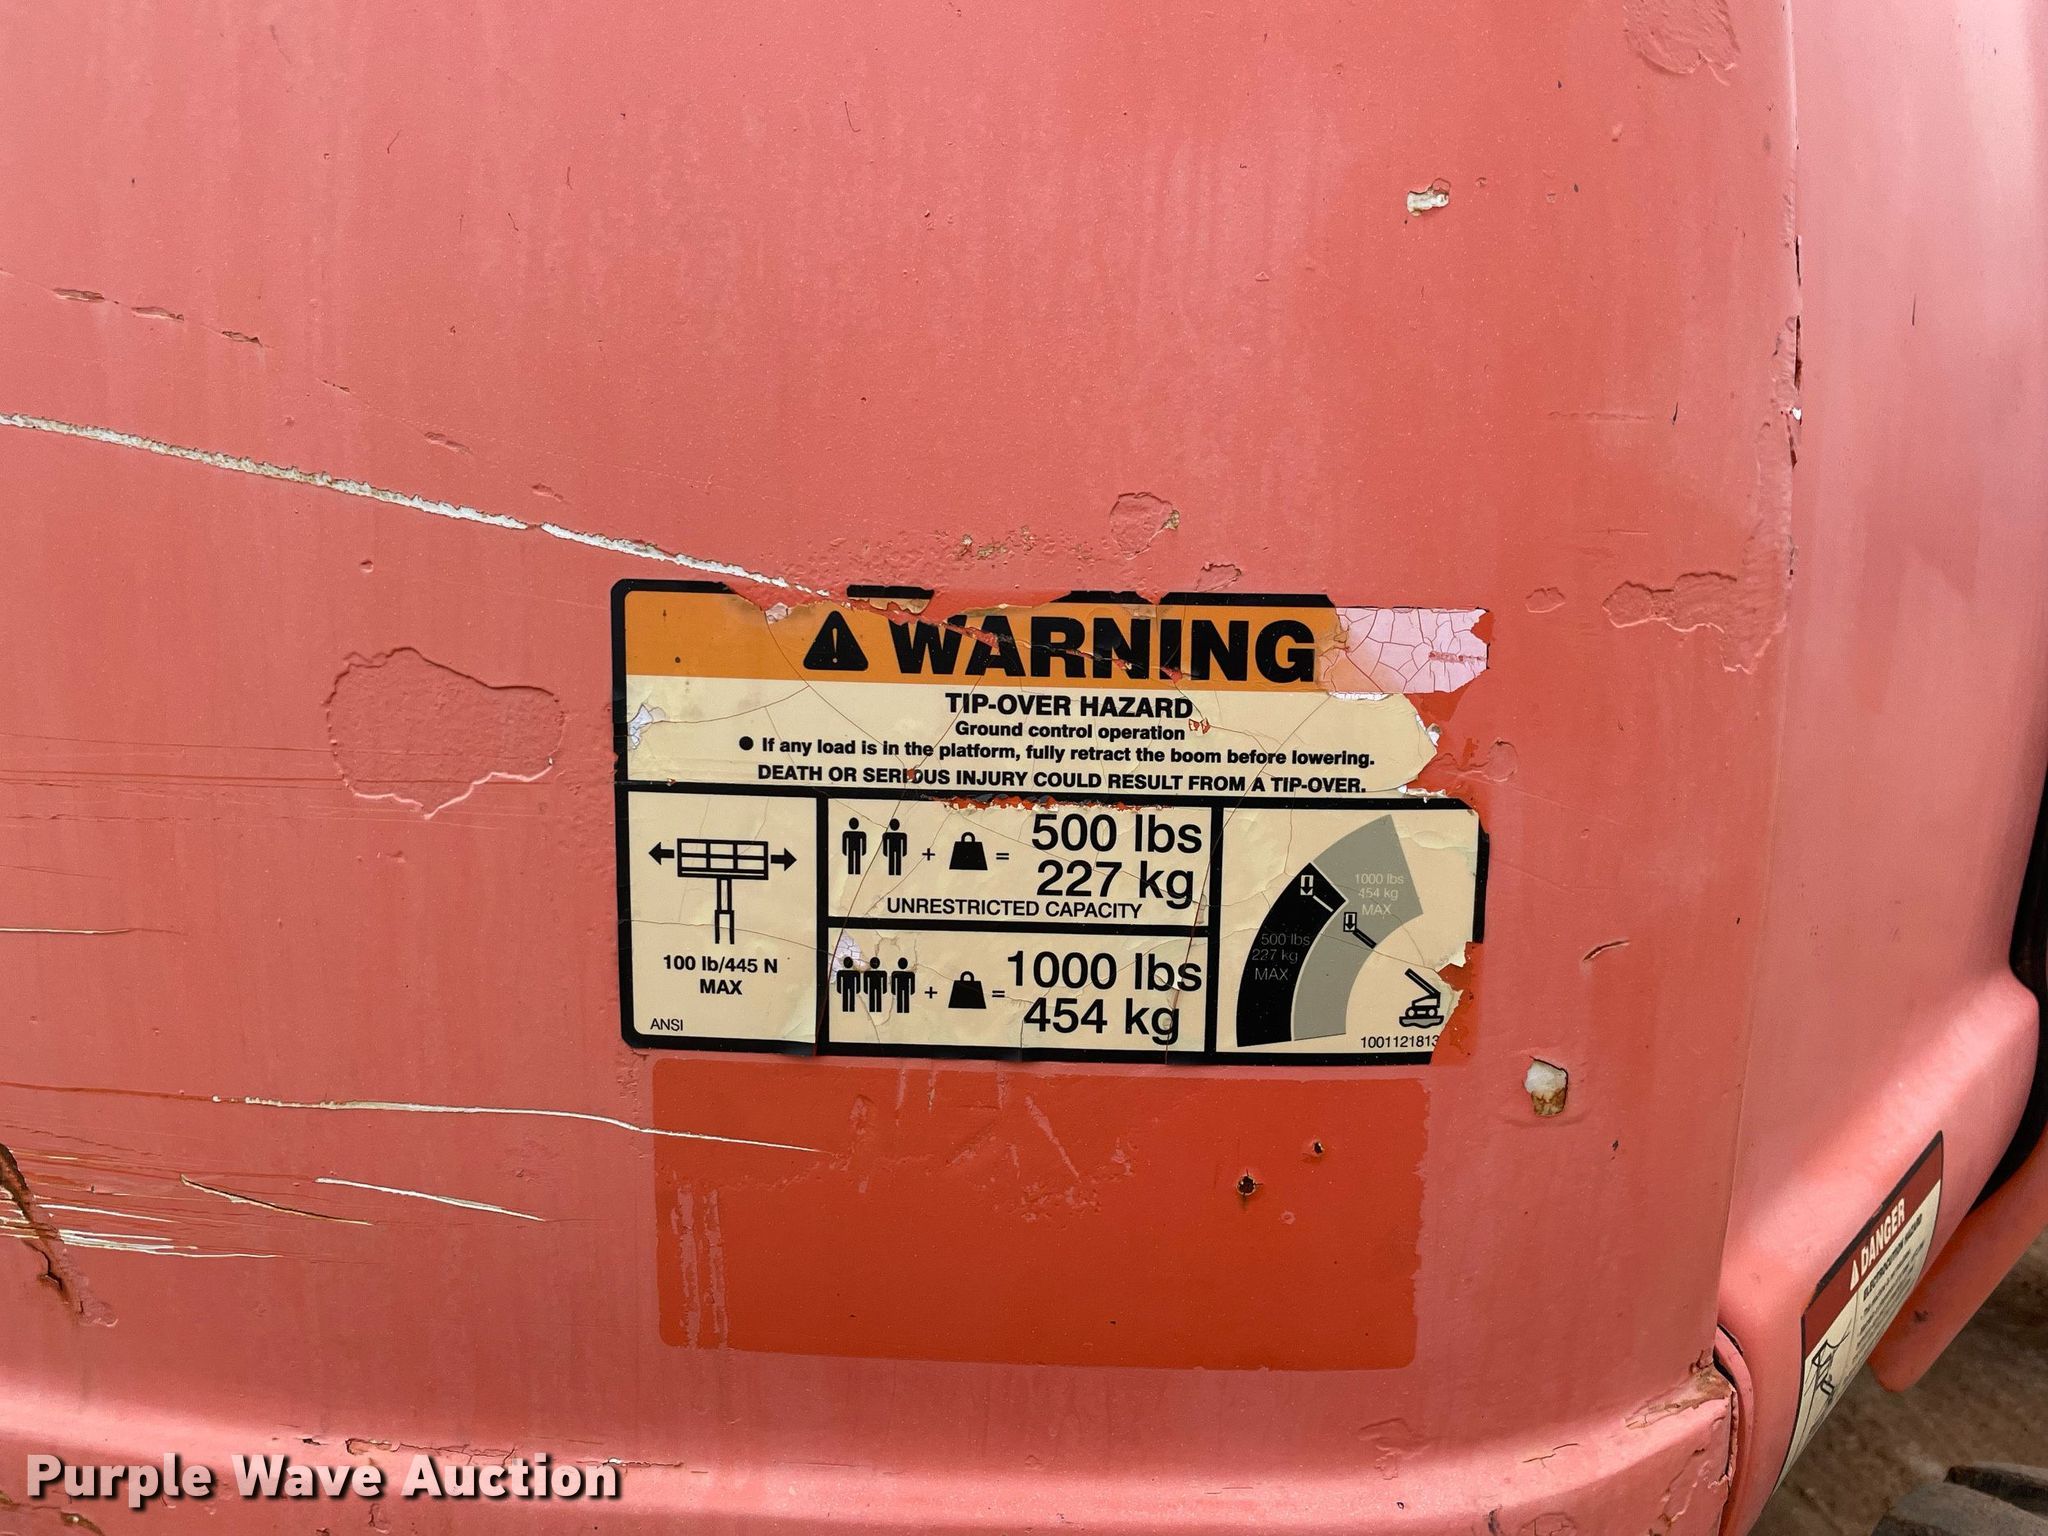 WARNING
TIP-OVER HAZARD
Ground control operation
● If any load is in the platform, fully retract the boom before lowering.
DEATH OR SERIOUS INJURY COULD RESULT FROM A TIP-OVER.
100 lb/445 N
MAX
ANSI
+ = 500 lbs
227 kg
UNRESTRICTED CAPACITY
+ = 1000 lbs
454 kg
1000 lbs
454 kg
MAX
500 lbs
227 kg
MAX
1001121813
DANGER
ELECTROCUTION HAZARD
Purple Wave Auction